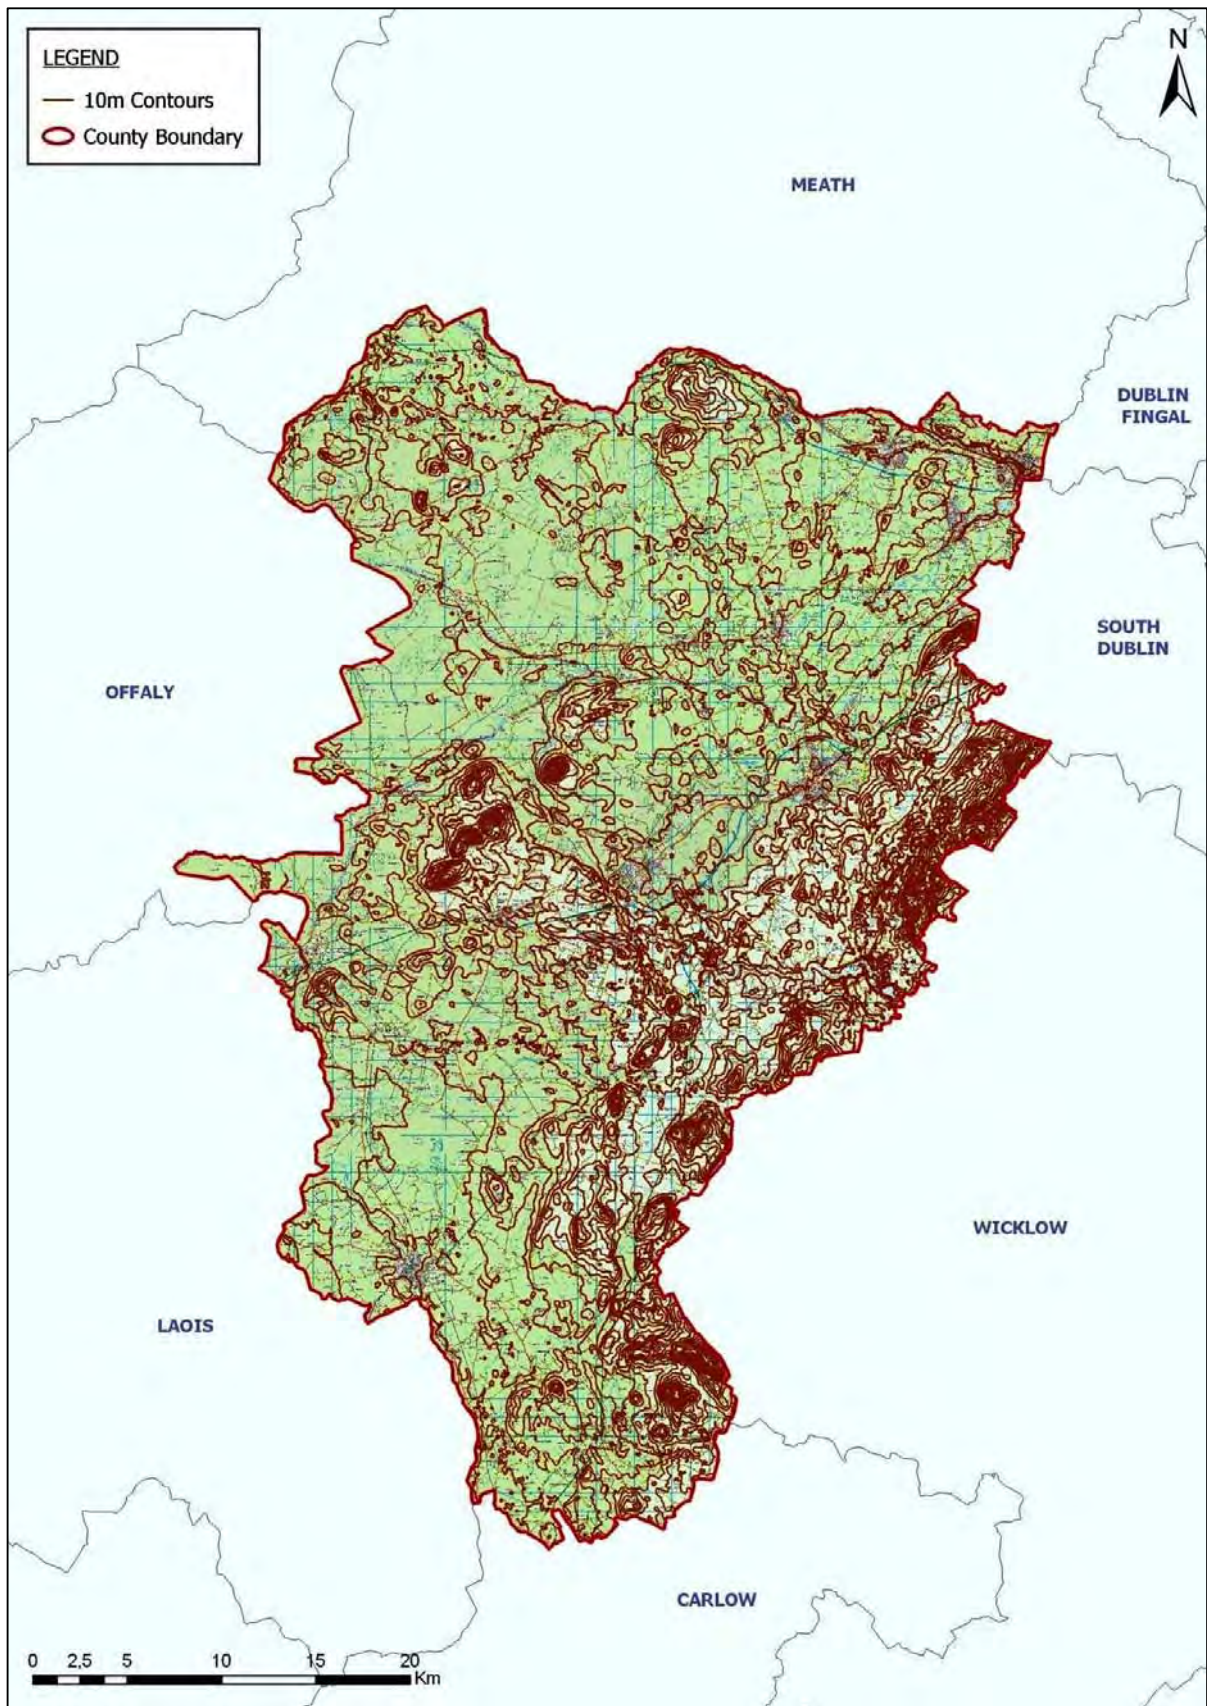 LEGEND
10m Contours
County Boundary
N
MEATH
DUBLIN
FINGAL
SOUTH
DUBLIN
OFFALY
WICKLOW
LAOIS
CARLOW
0 2,5 5 10 15 20
Km